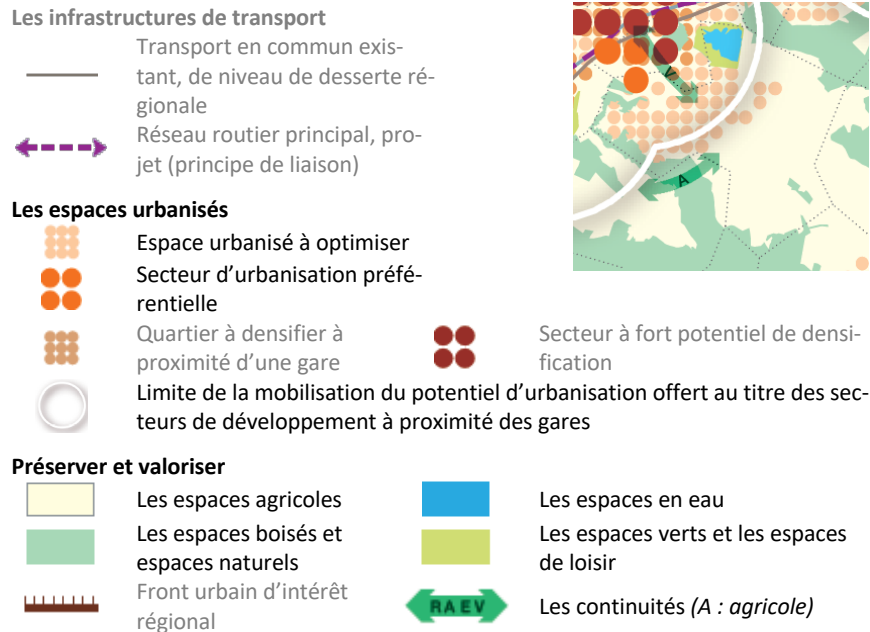 Les infrastructures de transport
Transport en commun exis-
tant, de niveau de desserte ré-
gionale
Réseau routier principal, pro-
jet (principe de liaison)
Les espaces urbanisés
Espace urbanisé à optimiser
Secteur d’urbanisation préfé-
rentielle
Quartier à densifier à
proximité d’une gare
Secteur à fort potentiel de densi-
fication
Limite de la mobilisation du potentiel d’urbanisation offert au titre des sec-
teurs de développement à proximité des gares
Préserver et valoriser
Les espaces agricoles
Les espaces en eau
Les espaces boisés et
espaces naturels
Les espaces verts et les espaces
de loisir
Front urbain d’intérêt
régional
R A E V
Les continuités (A : agricole)
V
A